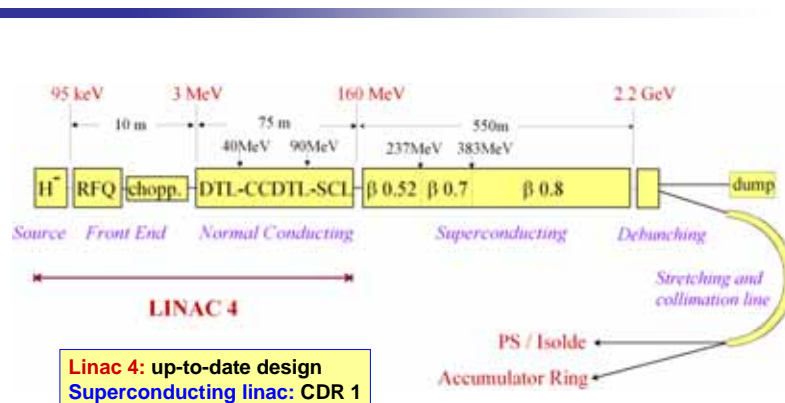 95 keV 3 MeV 160 MeV 2.2 GeV
10 m 75 m 550m
40MeV 90MeV 237MeV 383MeV
H⁻ RFQ chopp. DTL-CCDTL-SCL β 0.52 β 0.7 β 0.8 dump
Source Front End Normal Conducting Superconducting Debunching
Stretching and
collimation line
LINAC 4
PS / Isolde
Accumulator Ring
Linac 4: up-to-date design
Superconducting linac: CDR 1